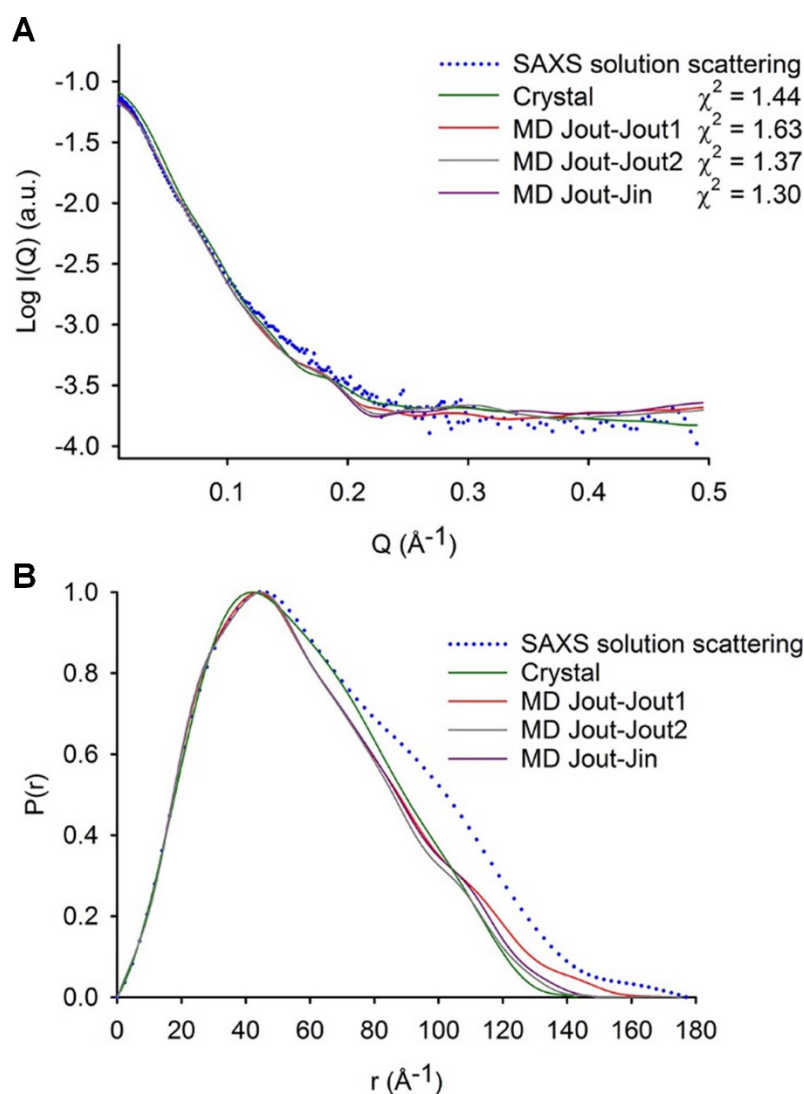 A
SAXS solution scattering
Crystal χ² = 1.44
MD Jout-Jout1 χ² = 1.63
MD Jout-Jout2 χ² = 1.37
MD Jout-Jin χ² = 1.30
Log I(Q) (a.u.)
-1.0
-1.5
-2.0
-2.5
-3.0
-3.5
-4.0
0.1 0.2 0.3 0.4 0.5
Q (Å⁻¹)
B
SAXS solution scattering
Crystal
MD Jout-Jout1
MD Jout-Jout2
MD Jout-Jin
P(r)
1.0
0.8
0.6
0.4
0.2
0.0
0 20 40 60 80 100 120 140 160 180
r (Å⁻¹)